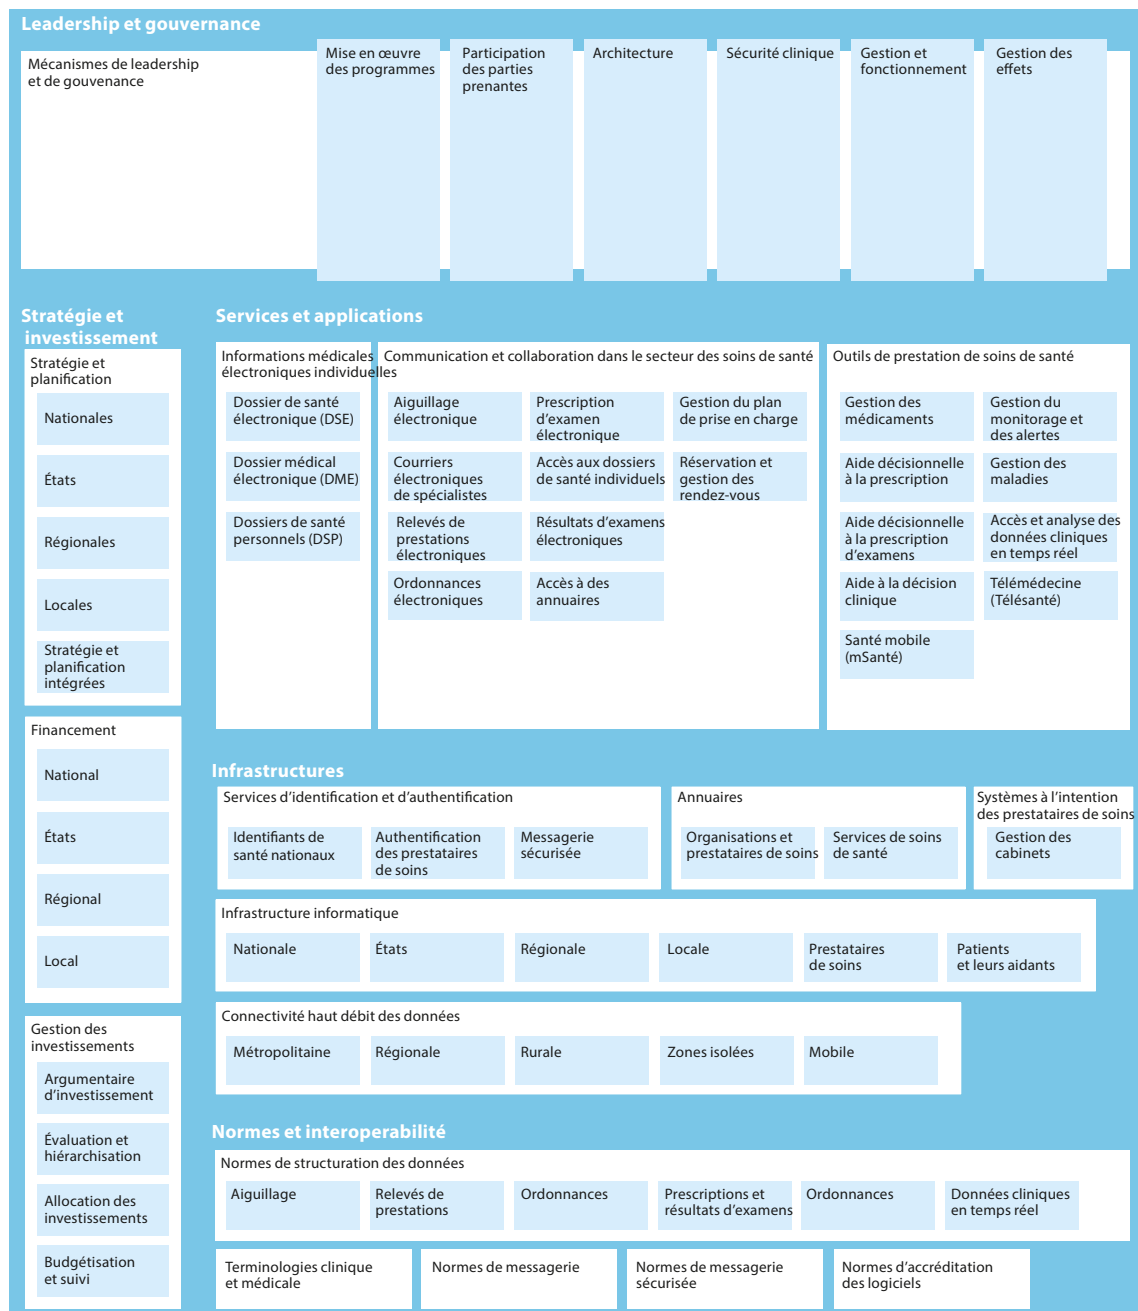 Leadership et gouvernance
Mécanismes de leadership
et de gouvenance
Mise en œuvre
des programmes
Participation
des parties
prenantes
Architecture
Sécurité clinique
Gestion et
fonctionnement
Gestion des
effets
Stratégie et
investissement
Stratégie et
planification
Nationales
États
Régionales
Locales
Stratégie et
planification
intégrées
Financement
National
États
Régional
Local
Gestion des
investissements
Argumentaire
d'investissement
Évaluation et
hiérarchisation
Allocation des
investissements
Budgétisation
et suivi
Services et applications
Informations médicales
électroniques individuelles
Dossier de santé
électronique (DSE)
Dossier médical
électronique (DME)
Dossiers de santé
personnels (DSP)
Communication et collaboration dans le secteur des soins de santé
Aiguillage
électronique
Prescription
d'examen
électronique
Gestion du plan
de prise en charge
Courriers
électroniques
de spécialistes
Accès aux dossiers
de santé individuels
Réservation et
gestion des
rendez-vous
Relevés de
prestations
électroniques
Résultats d'examens
électroniques
Ordonnances
électroniques
Accès à des
annuaires
Outils de prestation de soins de santé
Gestion des
médicaments
Gestion du
monitorage et
des alertes
Aide décisionnelle
à la prescription
Gestion des
maladies
Aide décisionnelle
à la prescription
d'examens
Accès et analyse des
données cliniques
en temps réel
Aide à la décision
clinique
Télémédecine
(Télésanté)
Santé mobile
(mSanté)
Infrastructures
Services d'identification et d'authentification
Identifiants de
santé nationaux
Authentification
des prestataires
de soins
Messagerie
sécurisée
Annuaires
Organisations et
prestataires de soins
Services de soins
de santé
Systèmes à l'intention
des prestataires de soins
Gestion des
cabinets
Infrastructure informatique
Nationale
États
Régionale
Locale
Prestataires
de soins
Patients
et leurs aidants
Connectivité haut débit des données
Métropolitaine
Régionale
Rurale
Zones isolées
Mobile
Normes et interoperabilité
Normes de structuration des données
Aiguillage
Relevés de
prestations
Ordonnances
Prescriptions et
résultats d'examens
Ordonnances
Données cliniques
en temps réel
Terminologies clinique
et médicale
Normes de messagerie
Normes de messagerie
sécurisée
Normes d'accréditation
des logiciels